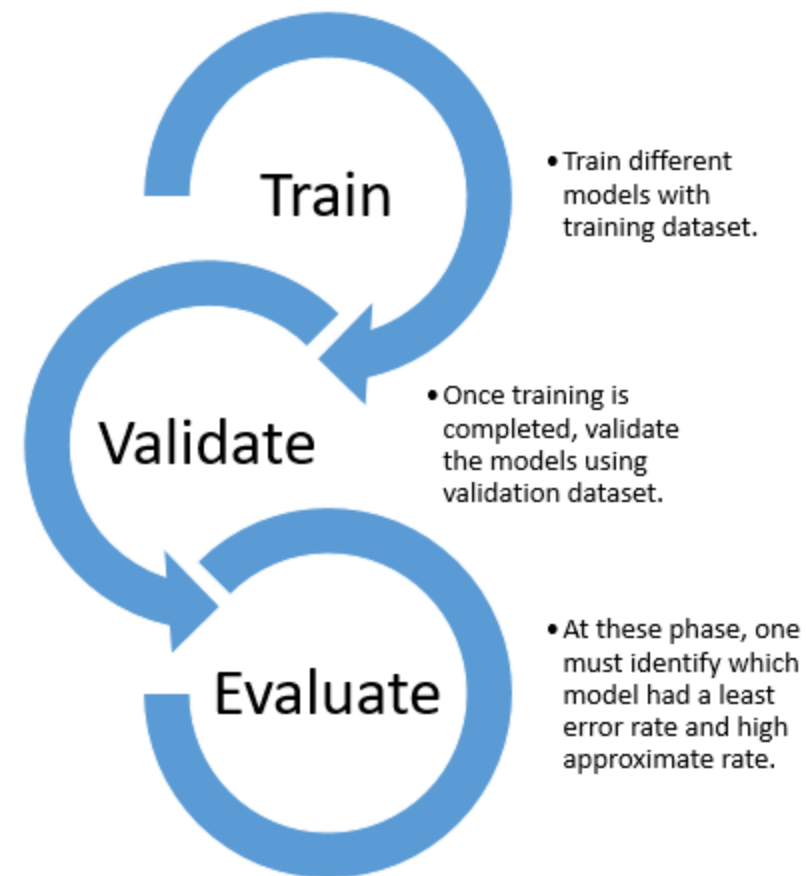 Train
• Train different
models with
training dataset.
Validate
• Once training is
completed, validate
the models using
validation dataset.
Evaluate
• At these phase, one
must identify which
model had a least
error rate and high
approximate rate.